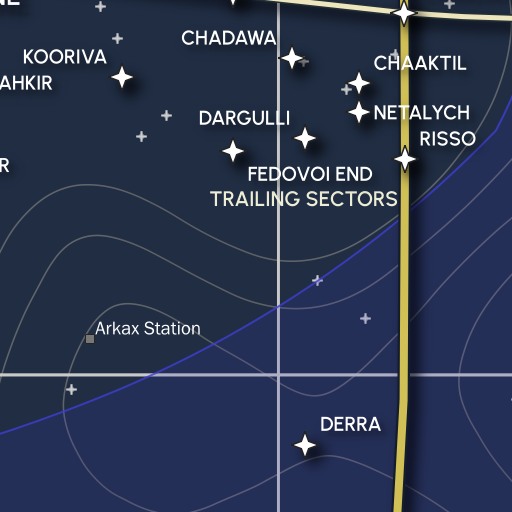 CHADAWA
KOORIVA
CHAAKTIL
AHKIR
DARGULLI
NETALYCH
RISSO
R
FEDOVOI END
TRAILING SECTORS
Arkax Station
DERRA